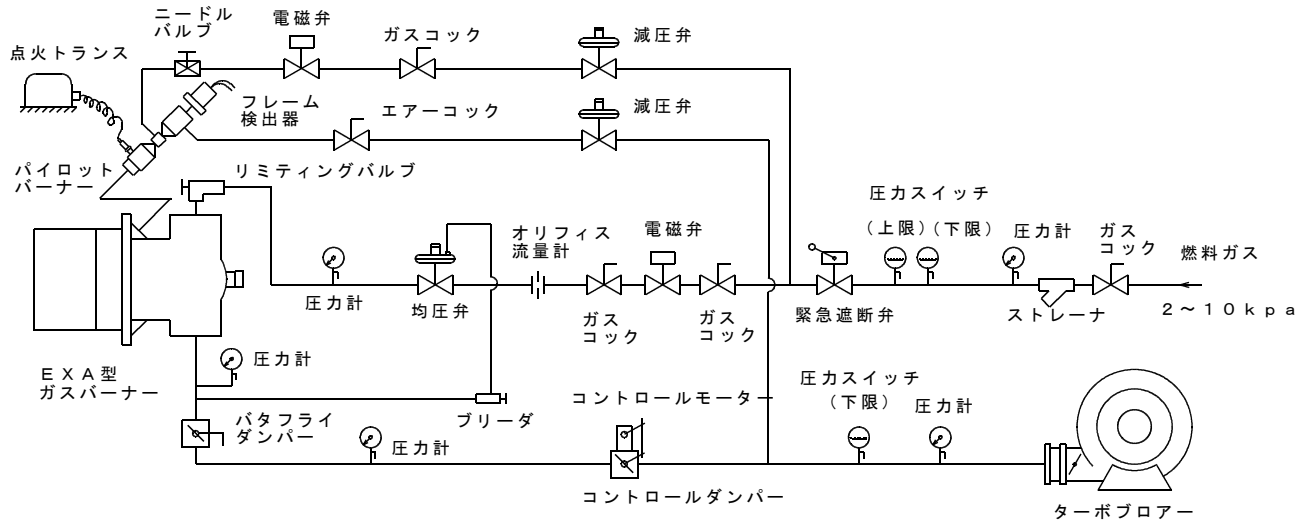 ニードル
バルブ
電磁弁
ガスコック
減圧弁
点火トランス
フレーム
検出器
エアーコック
減圧弁
パイロット
バーナー
リミティングバルブ
圧力スイッチ
(上限)(下限)
圧力計
ガス
コック
燃料ガス
オリフィス
流量計
電磁弁
圧力計
均圧弁
ガス
コック
ガス
コック
緊急遮断弁
ストレーナ
2～10kpa
圧力計
EXA型
ガスバーナー
バタフライ
ダンパー
ブリーダ
コントロールモーター
圧力スイッチ
(下限)
圧力計
圧力計
コントロールダンパー
ターボブロアー